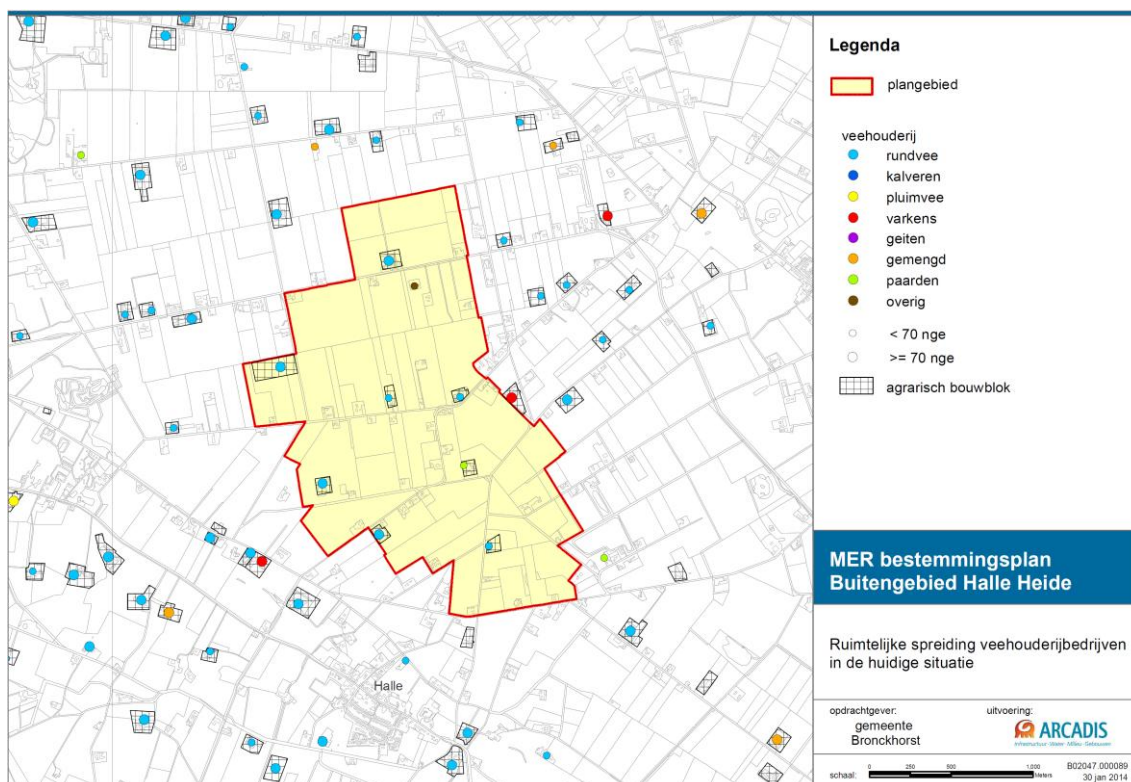 Halle
Legenda
plangebied
veehouderij
rundvee
kalveren
pluimvee
varkens
geiten
gemengd
paarden
overig
< 70 nge
>= 70 nge
agrarisch bouwblok
MER bestemmingsplan
Buitengebied Halle Heide
Ruimtelijke spreiding veehouderijbedrijven
in de huidige situatie
opdrachtgever:
gemeente
Bronckhorst
uitvoering:
ARCADIS
Infrastructuur · Water · Milieu · Gebouwen
schaal:
0 250 500 1.000
Meters
B02047.000089
30 jan 2014